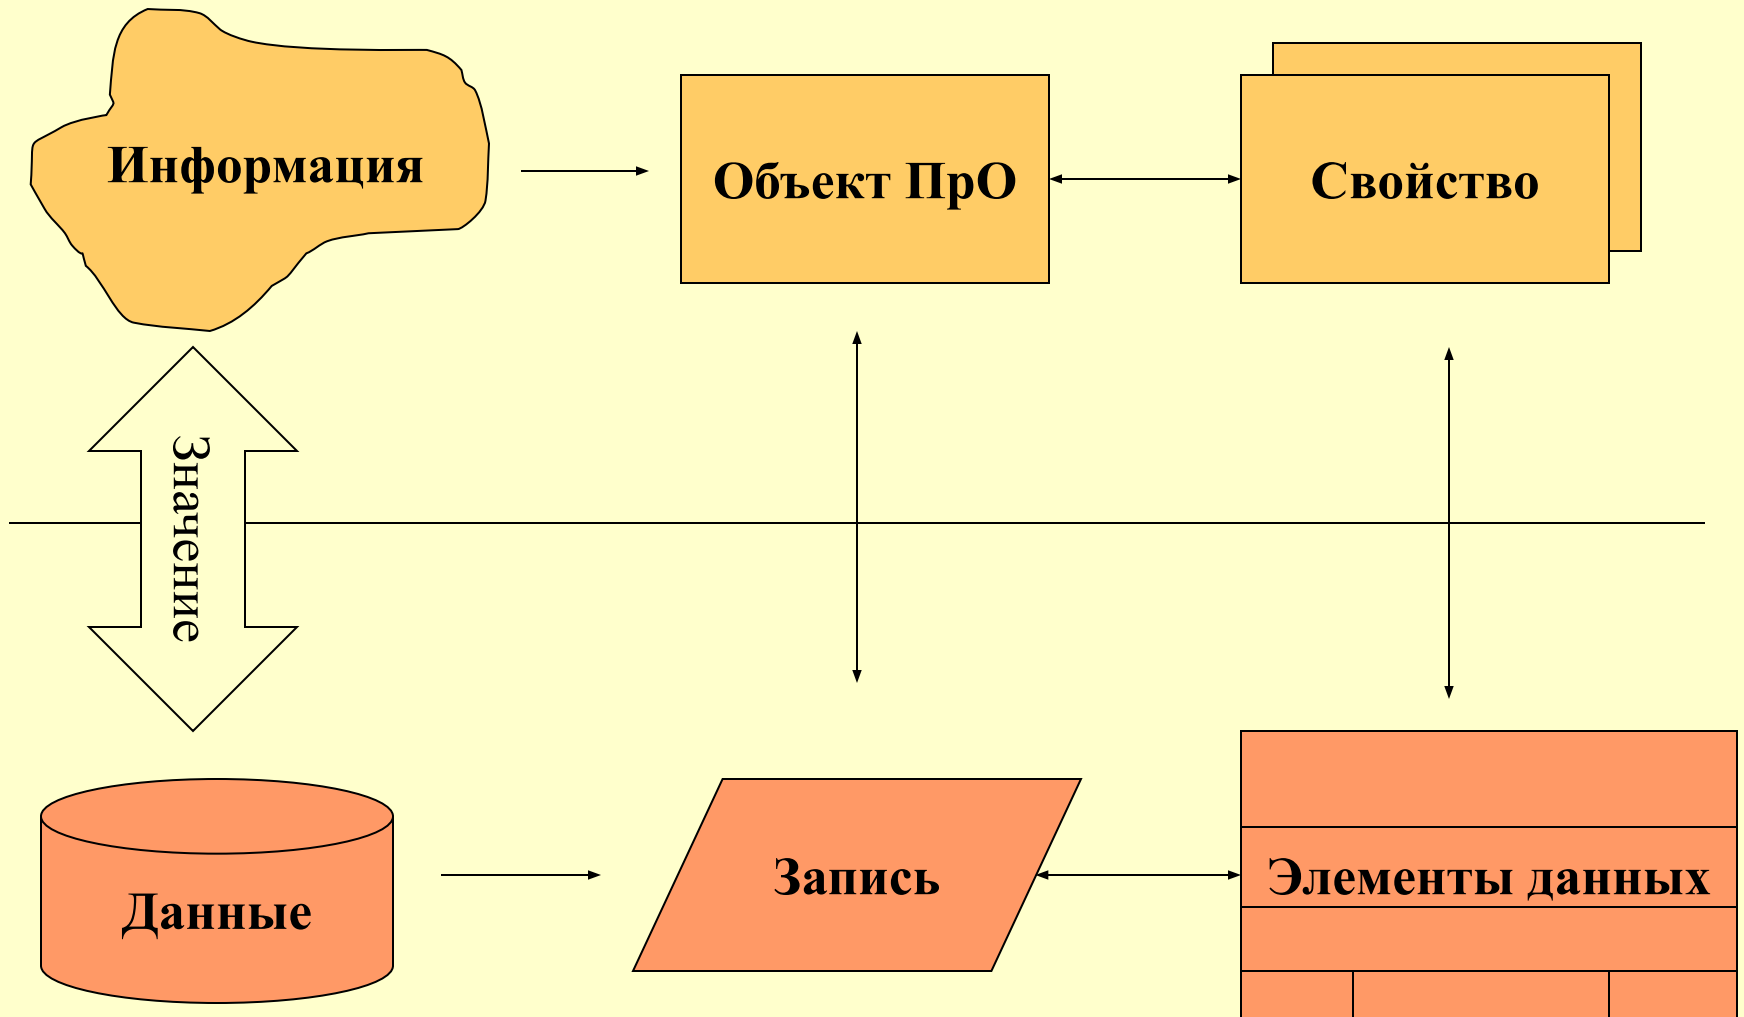 Информация
Объект ПрО
Свойство
Значение
Данные
Запись
Элементы данных